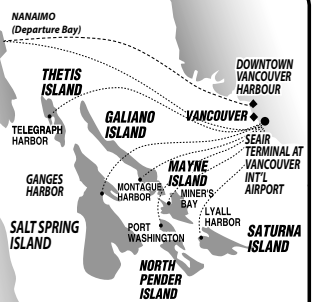 NANAIMO
(Departure Bay)
DOWNTOWN
VANCOUVER
HARBOUR
THETIS
ISLAND
GALIANO
ISLAND
VANCOUVER
TELEGRAPH
HARBOR
SEAIR
TERMINAL AT
VANCOUVER
INT'L
AIRPORT
MAYNE
ISLAND
GANGES
HARBOR
MONTAGUE
HARBOR
MINER'S
BAY
LYALL
HARBOR
SALT SPRING
ISLAND
PORT
WASHINGTON
SATURNA
ISLAND
NORTH
PENDER
ISLAND